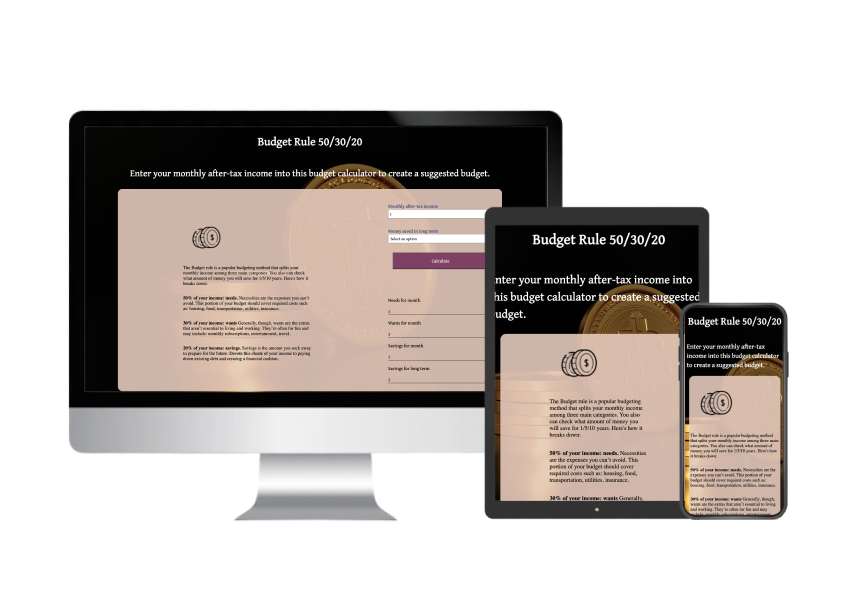 Budget Rule 50/30/20
Enter your monthly after-tax income into this budget calculator to create a suggested budget.
The Budget rule is a popular budgeting method that splits your
monthly income among three main categories. You also can check
what amount of money you will save for 1/5/10 years. Here's how it
breaks down:
50% of your income: needs. Necessities are the expenses you can't
avoid. This portion of your budget should cover required costs such
as: housing, food, transportation, utilities, insurance.
30% of your income: wants Generally, though, wants are the extras
that aren't essential to living and working. They're often for fun and
may include: monthly subscriptions, entertainment, travel.
20% of your income: savings. Savings is the amount you sock away
to prepare for the future. Devote this chunk of your income to paying
down existing debt and creating a financial cushion.
Monthly after-tax income
$
Money saved in long term
Select an option
Calculate
Needs for month
$
Wants for month
$
Savings for month
$
Savings for long term
$
Budget Rule 50/30/20
nter your monthly after-tax income into
his budget calculator to create a suggested
udget.
The Budget rule is a popular budgeting
method that splits your monthly income
among three main categories. You also
can check what amount of money you
will save for 1/5/10 years. Here's how it
breaks down:
50% of your income: needs. Necessities
are the expenses you can't avoid. This
portion of your budget should cover
required costs such as: housing, food,
transportation, utilities, insurance.
30% of your income: wants Generally,
Budget Rule 50/30/20
Enter your monthly after-tax
income into this budget calculator
to create a suggested budget.
The Budget rule is a popular budgeting method
that splits your monthly income among three main
categories. You also can check what amount of
money you will save for 1/5/10 years. Here's how
it breaks down:
50% of your income: needs. Necessities are the
expenses you can't avoid. This portion of your
budget should cover required costs such as:
housing, food, transportation, utilities, insurance.
30% of your income: wants Generally, though,
wants are the extras that aren't essential to living
and working. They're often for fun and may